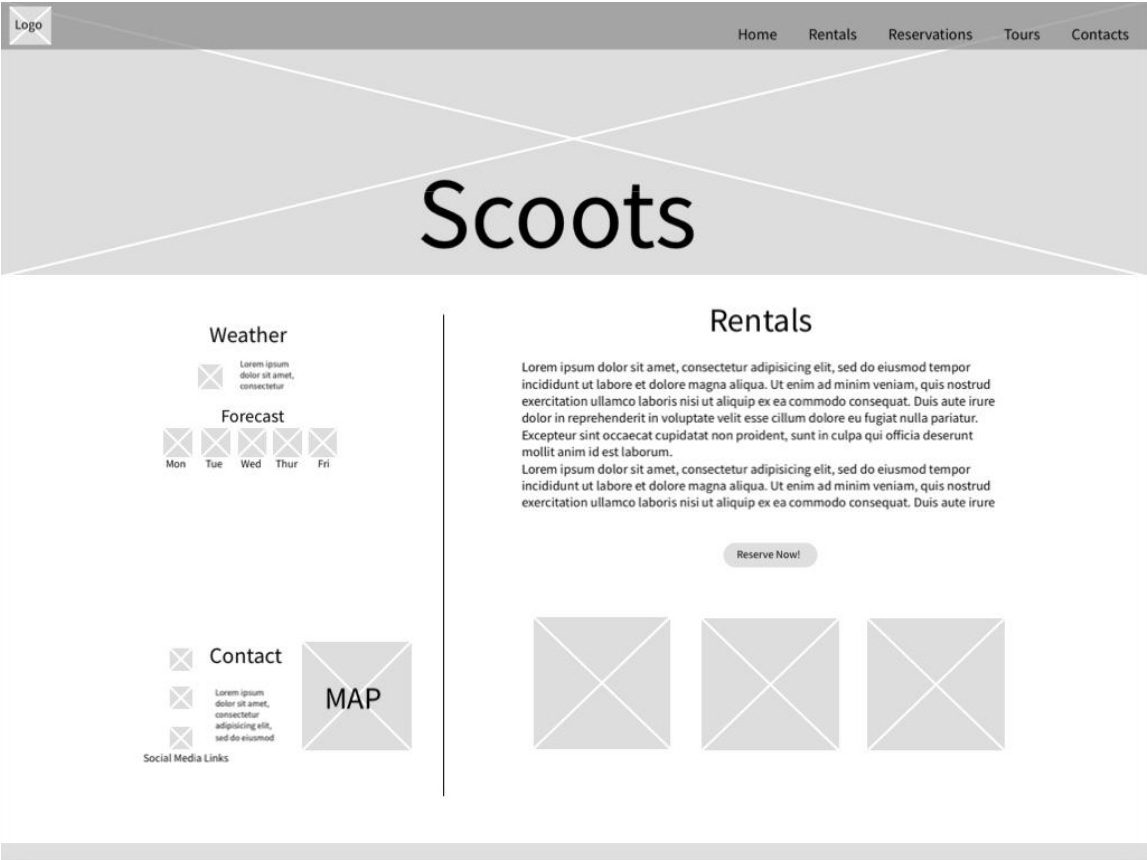 Logo
Home Rentals Reservations Tours Contacts
Scoots
Weather
Lorem ipsum
dolor sit amet,
consectetur
Forecast
Mon Tue Wed Thur Fri
Contact
Lorem ipsum
dolor sit amet,
consectetur
adipisicing elit,
sed do eiusmod
Social Media Links
MAP
Rentals
Lorem ipsum dolor sit amet, consectetur adipisicing elit, sed do eiusmod tempor
incididunt ut labore et dolore magna aliqua. Ut enim ad minim veniam, quis nostrud
exercitation ullamco laboris nisi ut aliquip ex ea commodo consequat. Duis aute irure
dolor in reprehenderit in voluptate velit esse cillum dolore eu fugiat nulla pariatur.
Excepteur sint occaecat cupidatat non proident, sunt in culpa qui officia deserunt
mollit anim id est laborum.
Lorem ipsum dolor sit amet, consectetur adipisicing elit, sed do eiusmod tempor
incididunt ut labore et dolore magna aliqua. Ut enim ad minim veniam, quis nostrud
exercitation ullamco laboris nisi ut aliquip ex ea commodo consequat. Duis aute irure
Reserve Now!